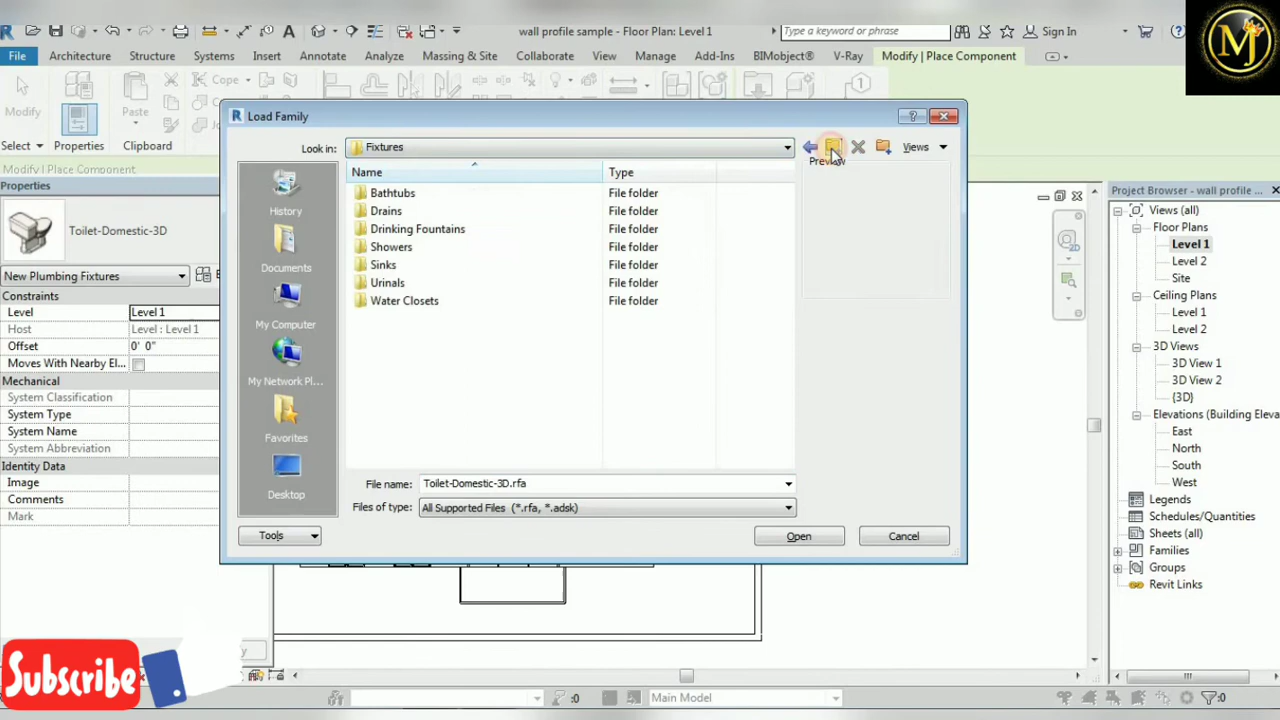 wall profile sample - Floor Plan: Level 1
Type a keyword or phrase
Sign In
MJ
File Architecture Structure Systems Insert Annotate Analyze Massing & Site Collaborate View Manage Add-Ins BIMobject® V-Ray Modify | Place Component
Modify
Cope
Paste
Select Properties Clipboard
Modify | Place Component
Properties
Toilet-Domestic-3D
New Plumbing Fixtures
Constraints
Level Level 1
Host Level : Level 1
Offset 0' 0"
Moves With Nearby El...
Mechanical
System Classification
System Type
System Name
System Abbreviation
Identity Data
Image
Comments
Mark
Load Family
Look in: Fixtures
Views
Preview
Name Type
Bathtubs File folder
Drains File folder
Drinking Fountains File folder
Showers File folder
Sinks File folder
Urinals File folder
Water Closets File folder
History
Documents
My Computer
My Network Pl...
Favorites
Desktop
File name: Toilet-Domestic-3D.rfa
Files of type: All Supported Files (*.rfa, *.adsk)
Tools
Open
Cancel
2D
Project Browser - wall profile ...
Views (all)
Floor Plans
Level 1
Level 2
Site
Ceiling Plans
Level 1
Level 2
3D Views
3D View 1
3D View 2
{3D}
Elevations (Building Elevation
East
North
South
West
Legends
Schedules/Quantities
Sheets (all)
Families
Groups
Revit Links
Subscribe
:0
Main Model
:0